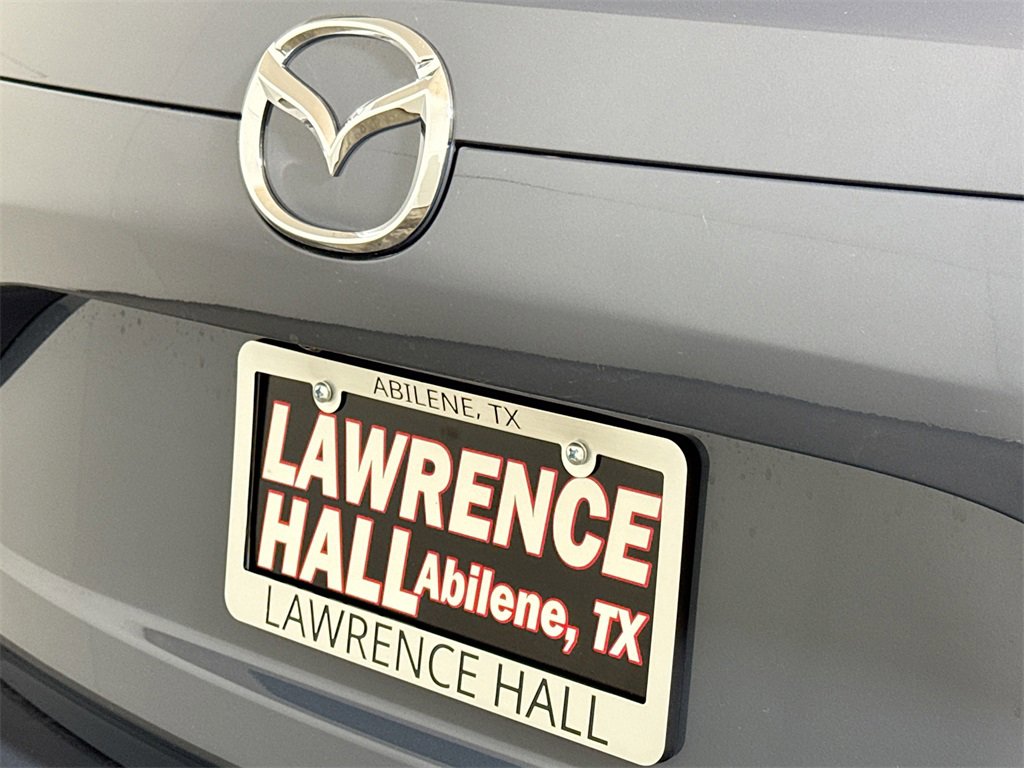 ABILENE, TX
LAWRENCE
HALL Abilene, TX
LAWRENCE HALL